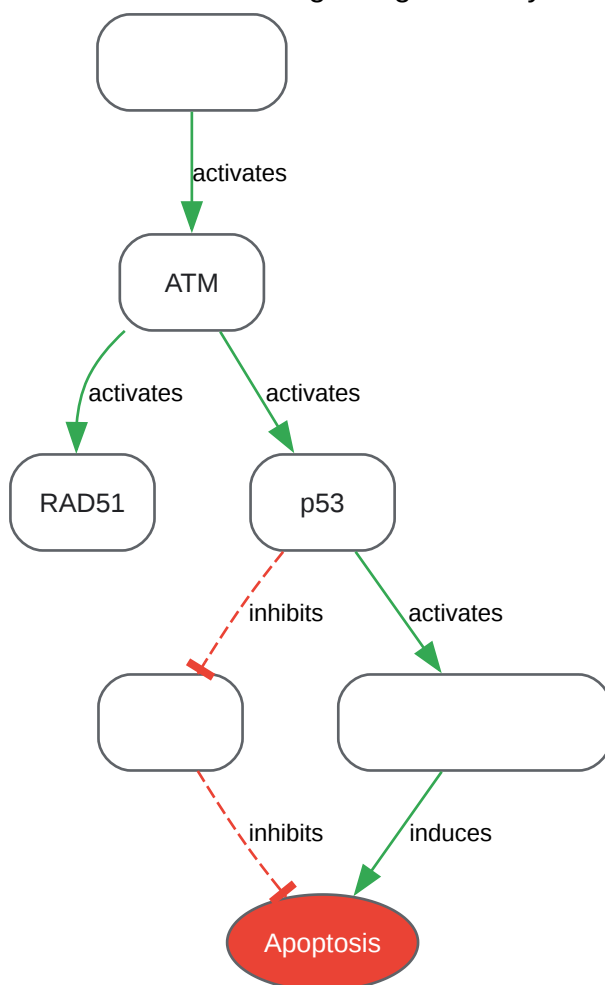 activates
ATM
activates
activates
RAD51
p53
inhibits
activates
inhibits
induces
Apoptosis